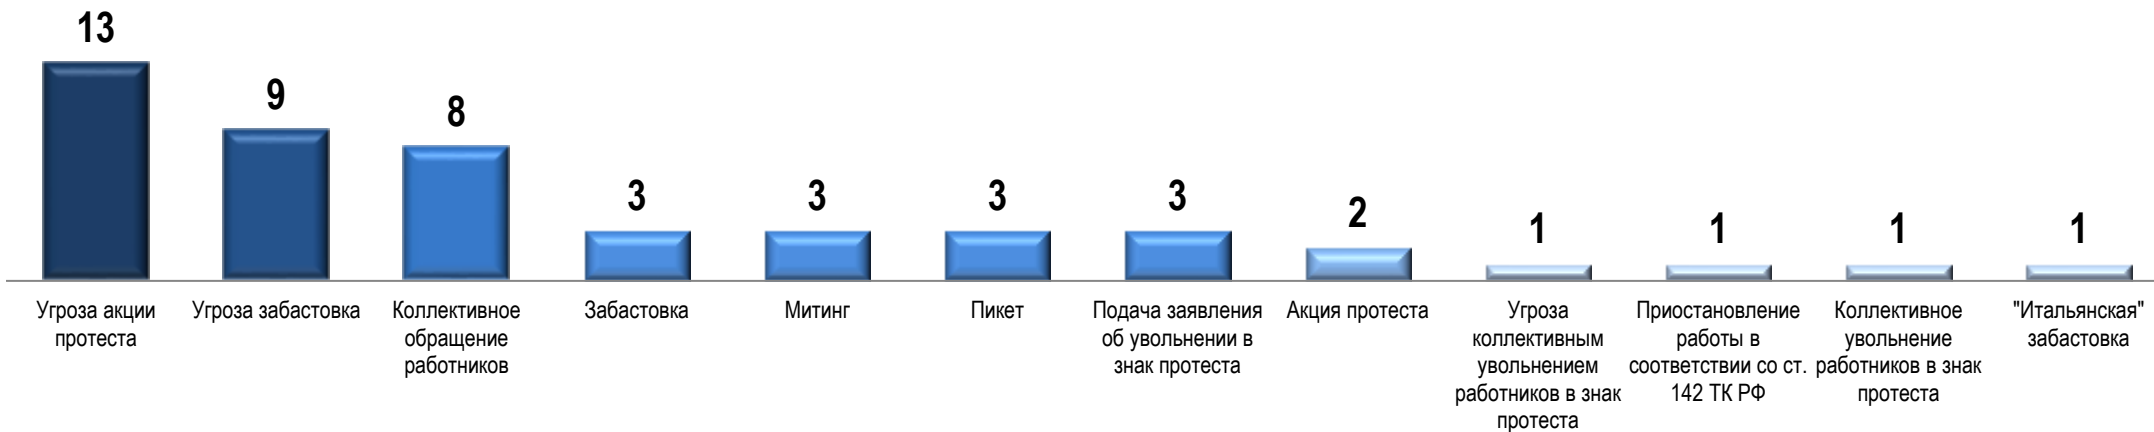 13
9
8
3
3
3
3
2
1
1
1
1
Угроза акции
протеста
Угроза забастовка
Коллективное
обращение
работников
Забастовка
Митинг
Пикет
Подача заявления
об увольнении в
знак протеста
Акция протеста
Угроза
коллективным
увольнением
работников в знак
протеста
Приостановление
работы в
соответствии со ст.
142 ТК РФ
Коллективное
увольнение
работников в знак
протеста
"Итальянская"
забастовка